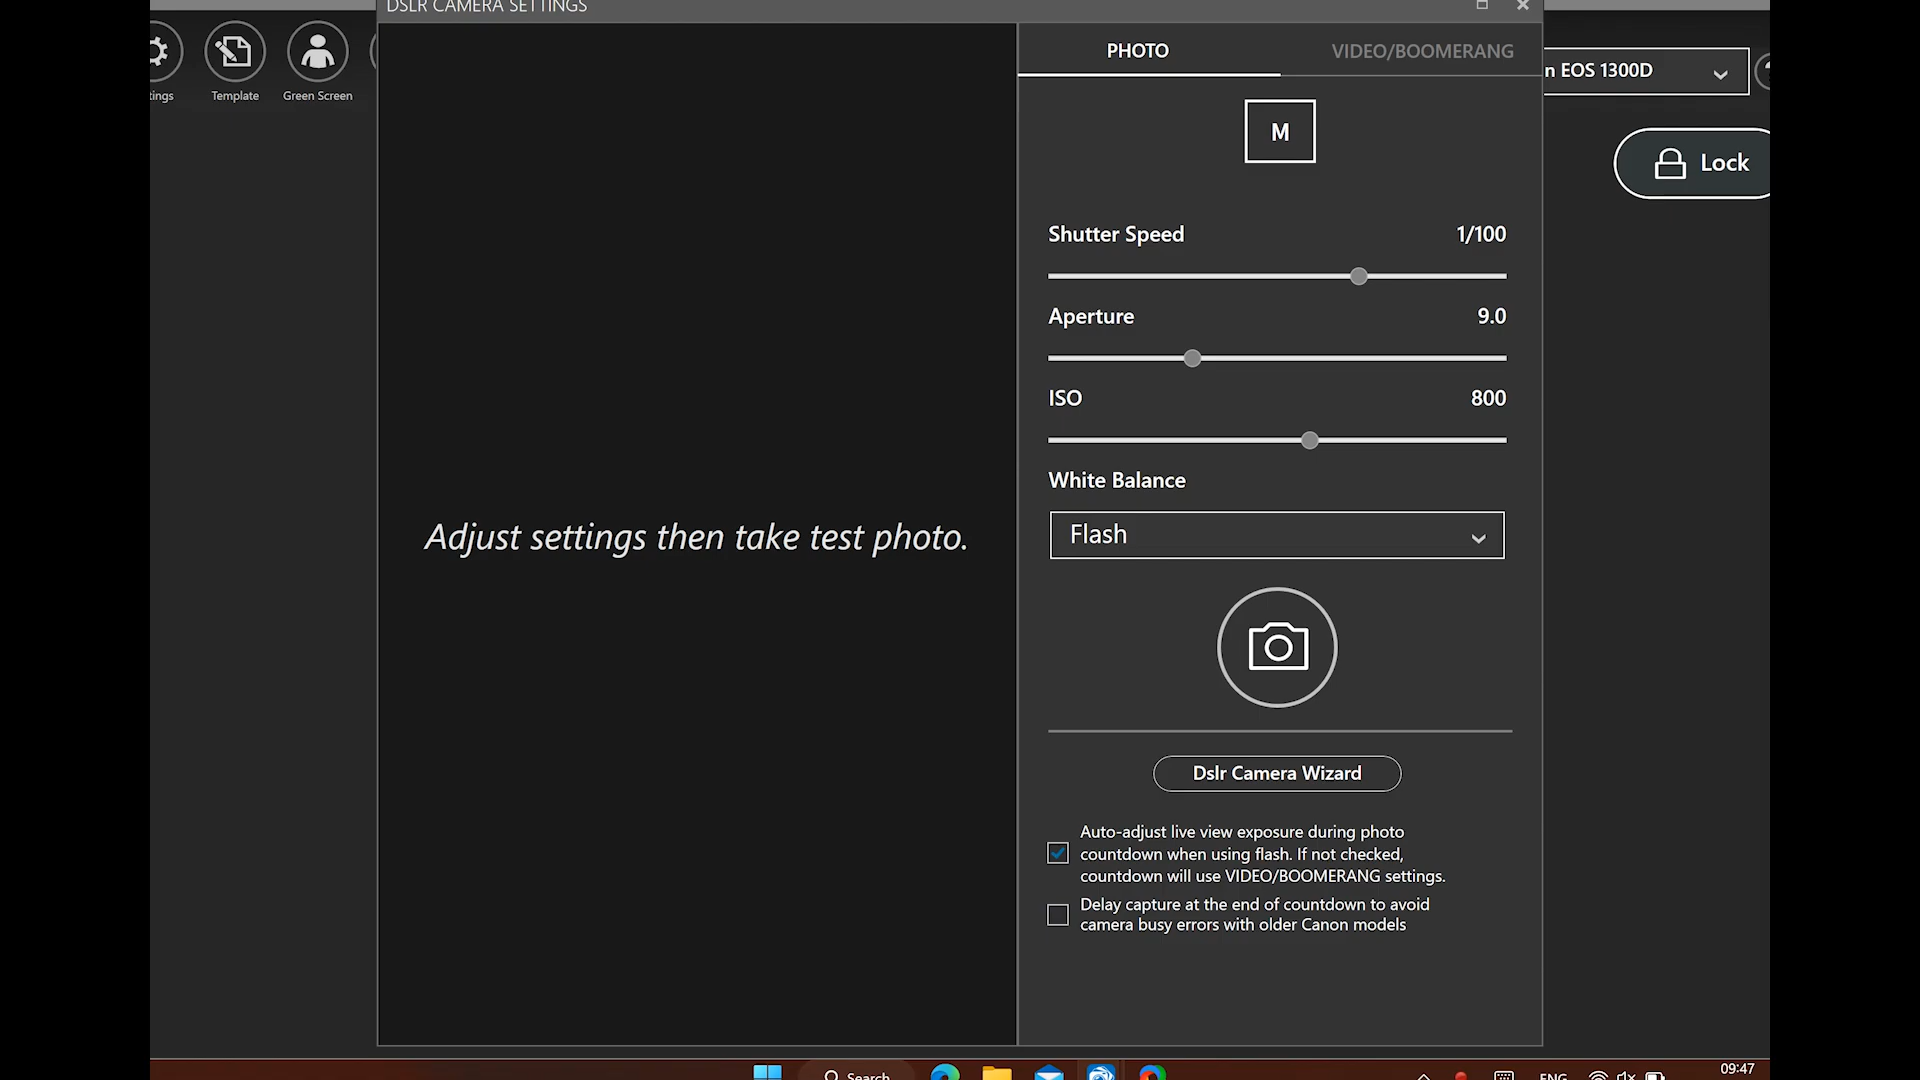 DSLR CAMERA SETTINGS
PHOTO
VIDEO/BOOMERANG
n EOS 1300D
tings
Template
Green Screen
M
Lock
Shutter Speed 1/100
Aperture 9.0
ISO 800
White Balance
Flash
Adjust settings then take test photo.
Dslr Camera Wizard
Auto-adjust live view exposure during photo
countdown when using flash. If not checked,
countdown will use VIDEO/BOOMERANG settings.
Delay capture at the end of countdown to avoid
camera busy errors with older Canon models
Search
ENG
09:47